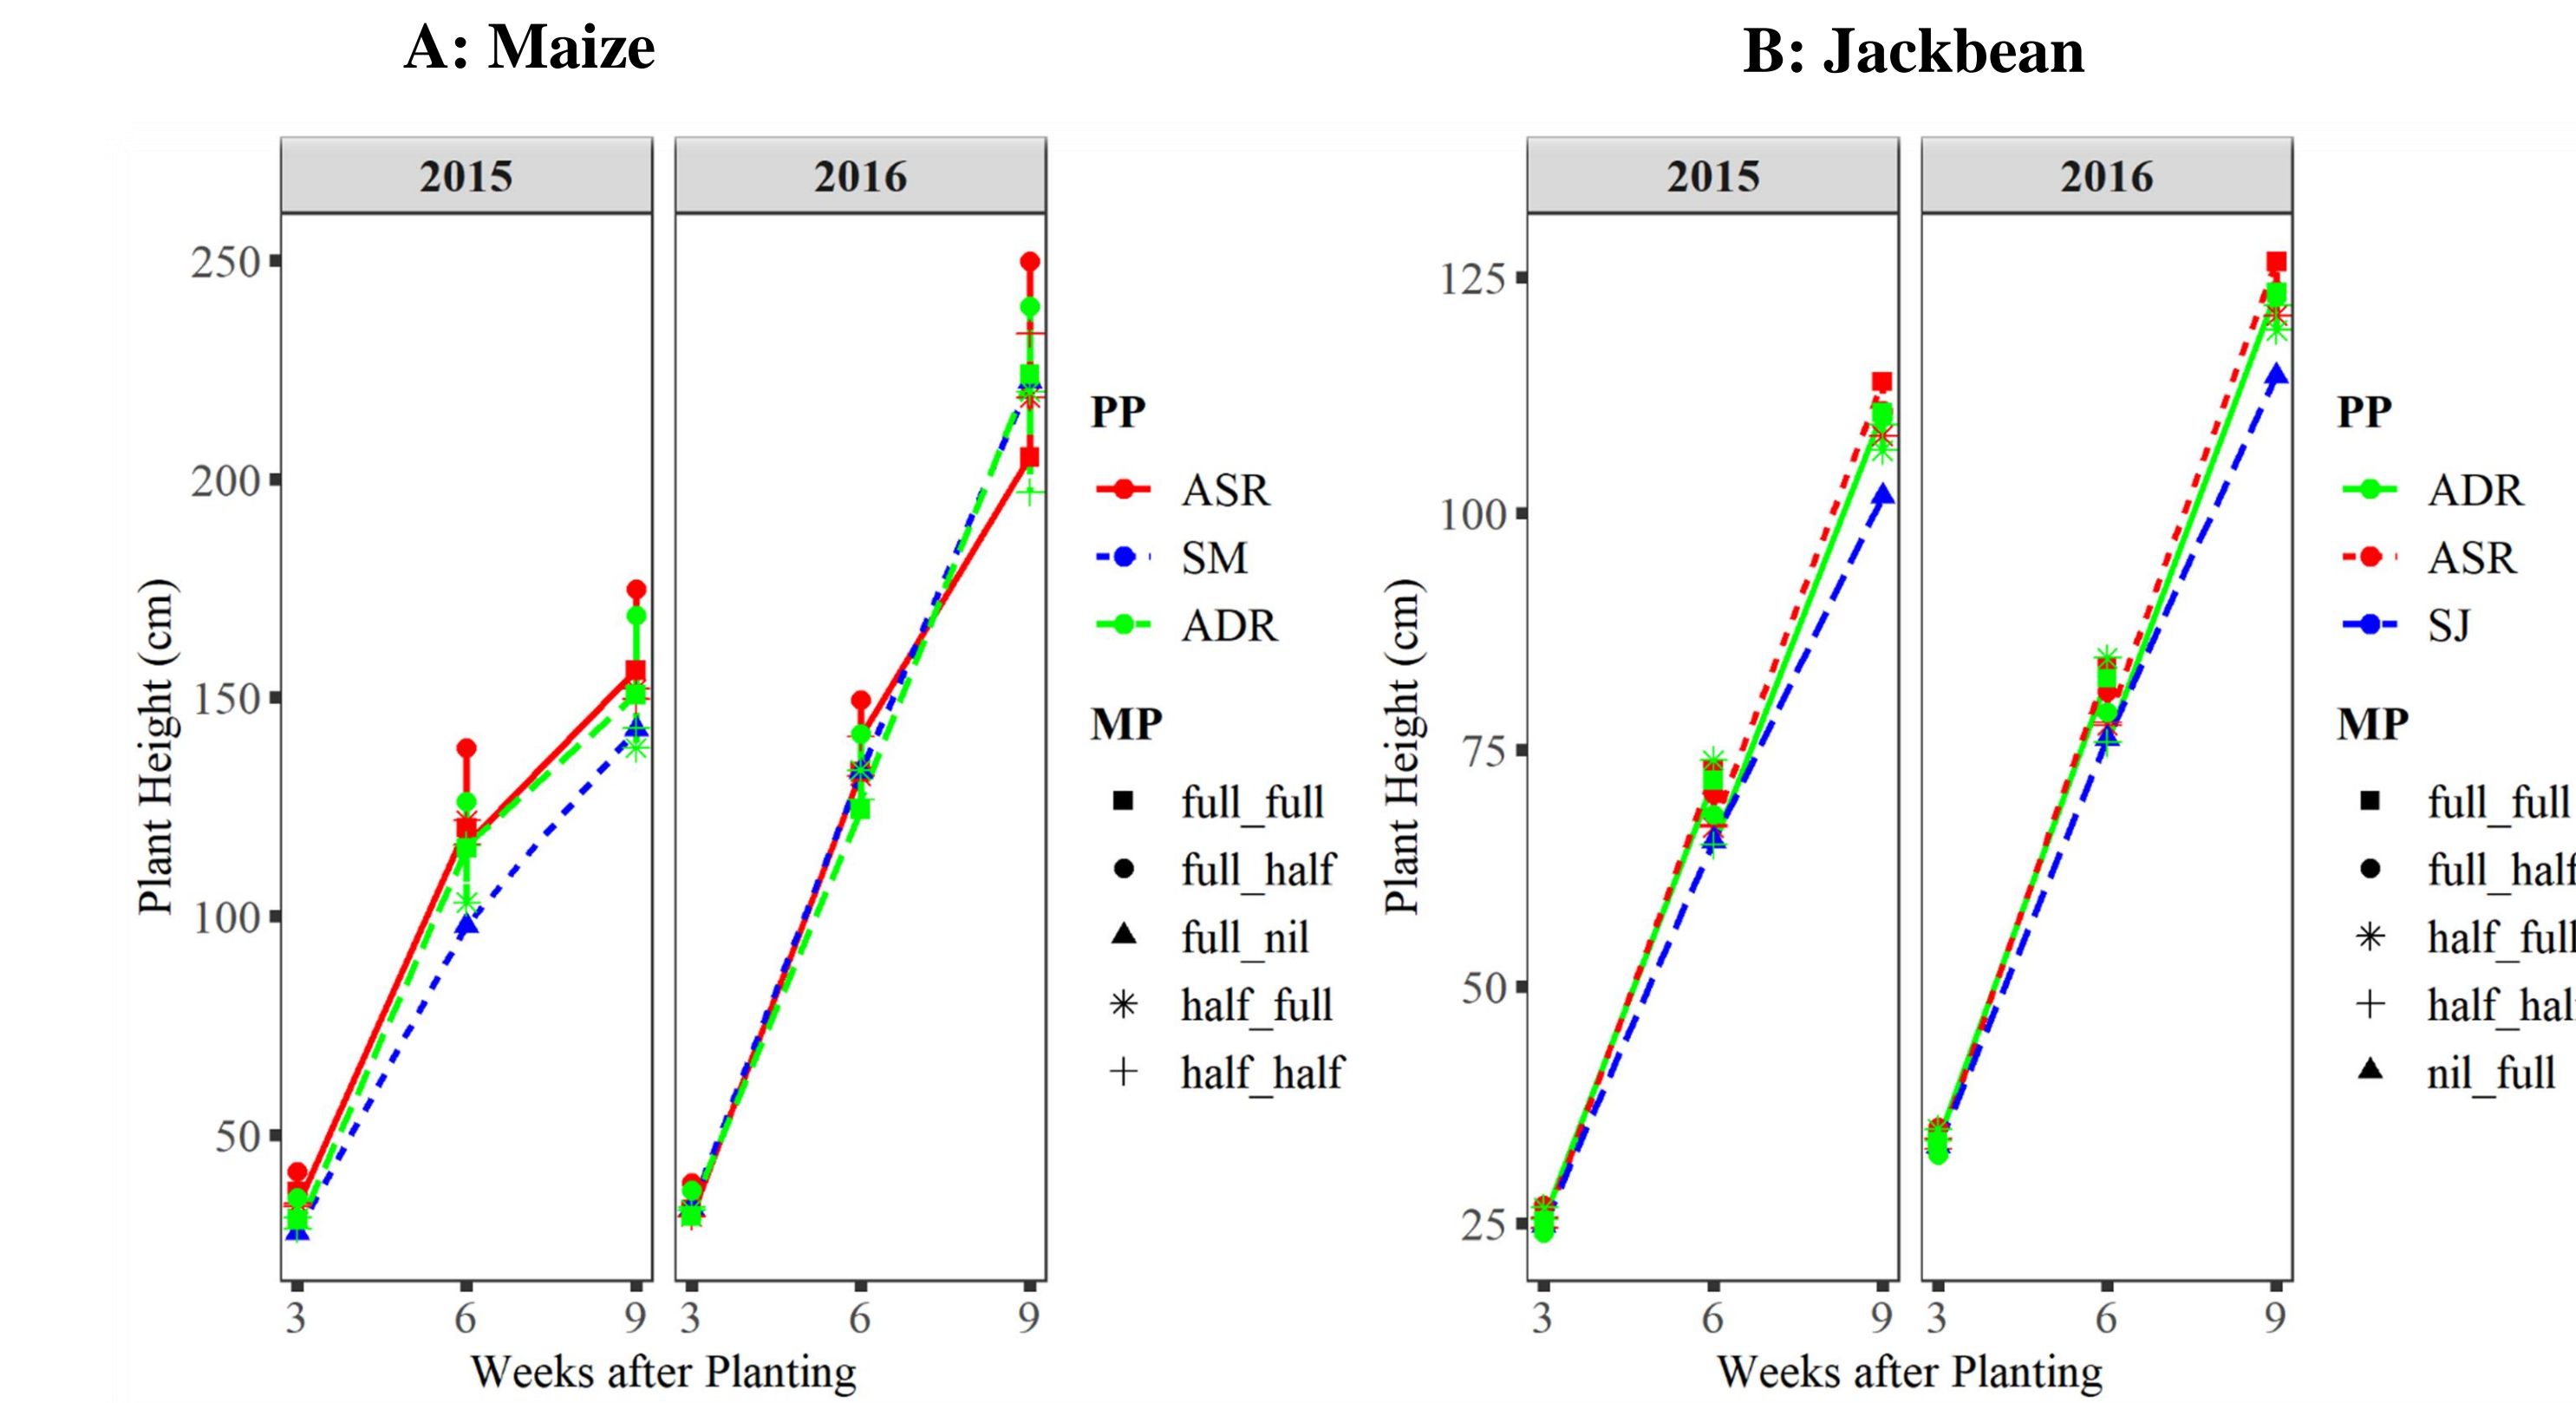 A: Maize
B: Jackbean
2015
2016
2015
2016
250
200
150
100
50
125
100
75
50
25
Plant Height (cm)
Plant Height (cm)
3
6
9
3
6
9
3
6
9
3
6
9
Weeks after Planting
Weeks after Planting
PP
ASR
SM
ADR
MP
full_full
full_half
full_nil
half_full
half_half
PP
ADR
ASR
SJ
MP
full_full
full_half
half_full
half_hal
nil_full